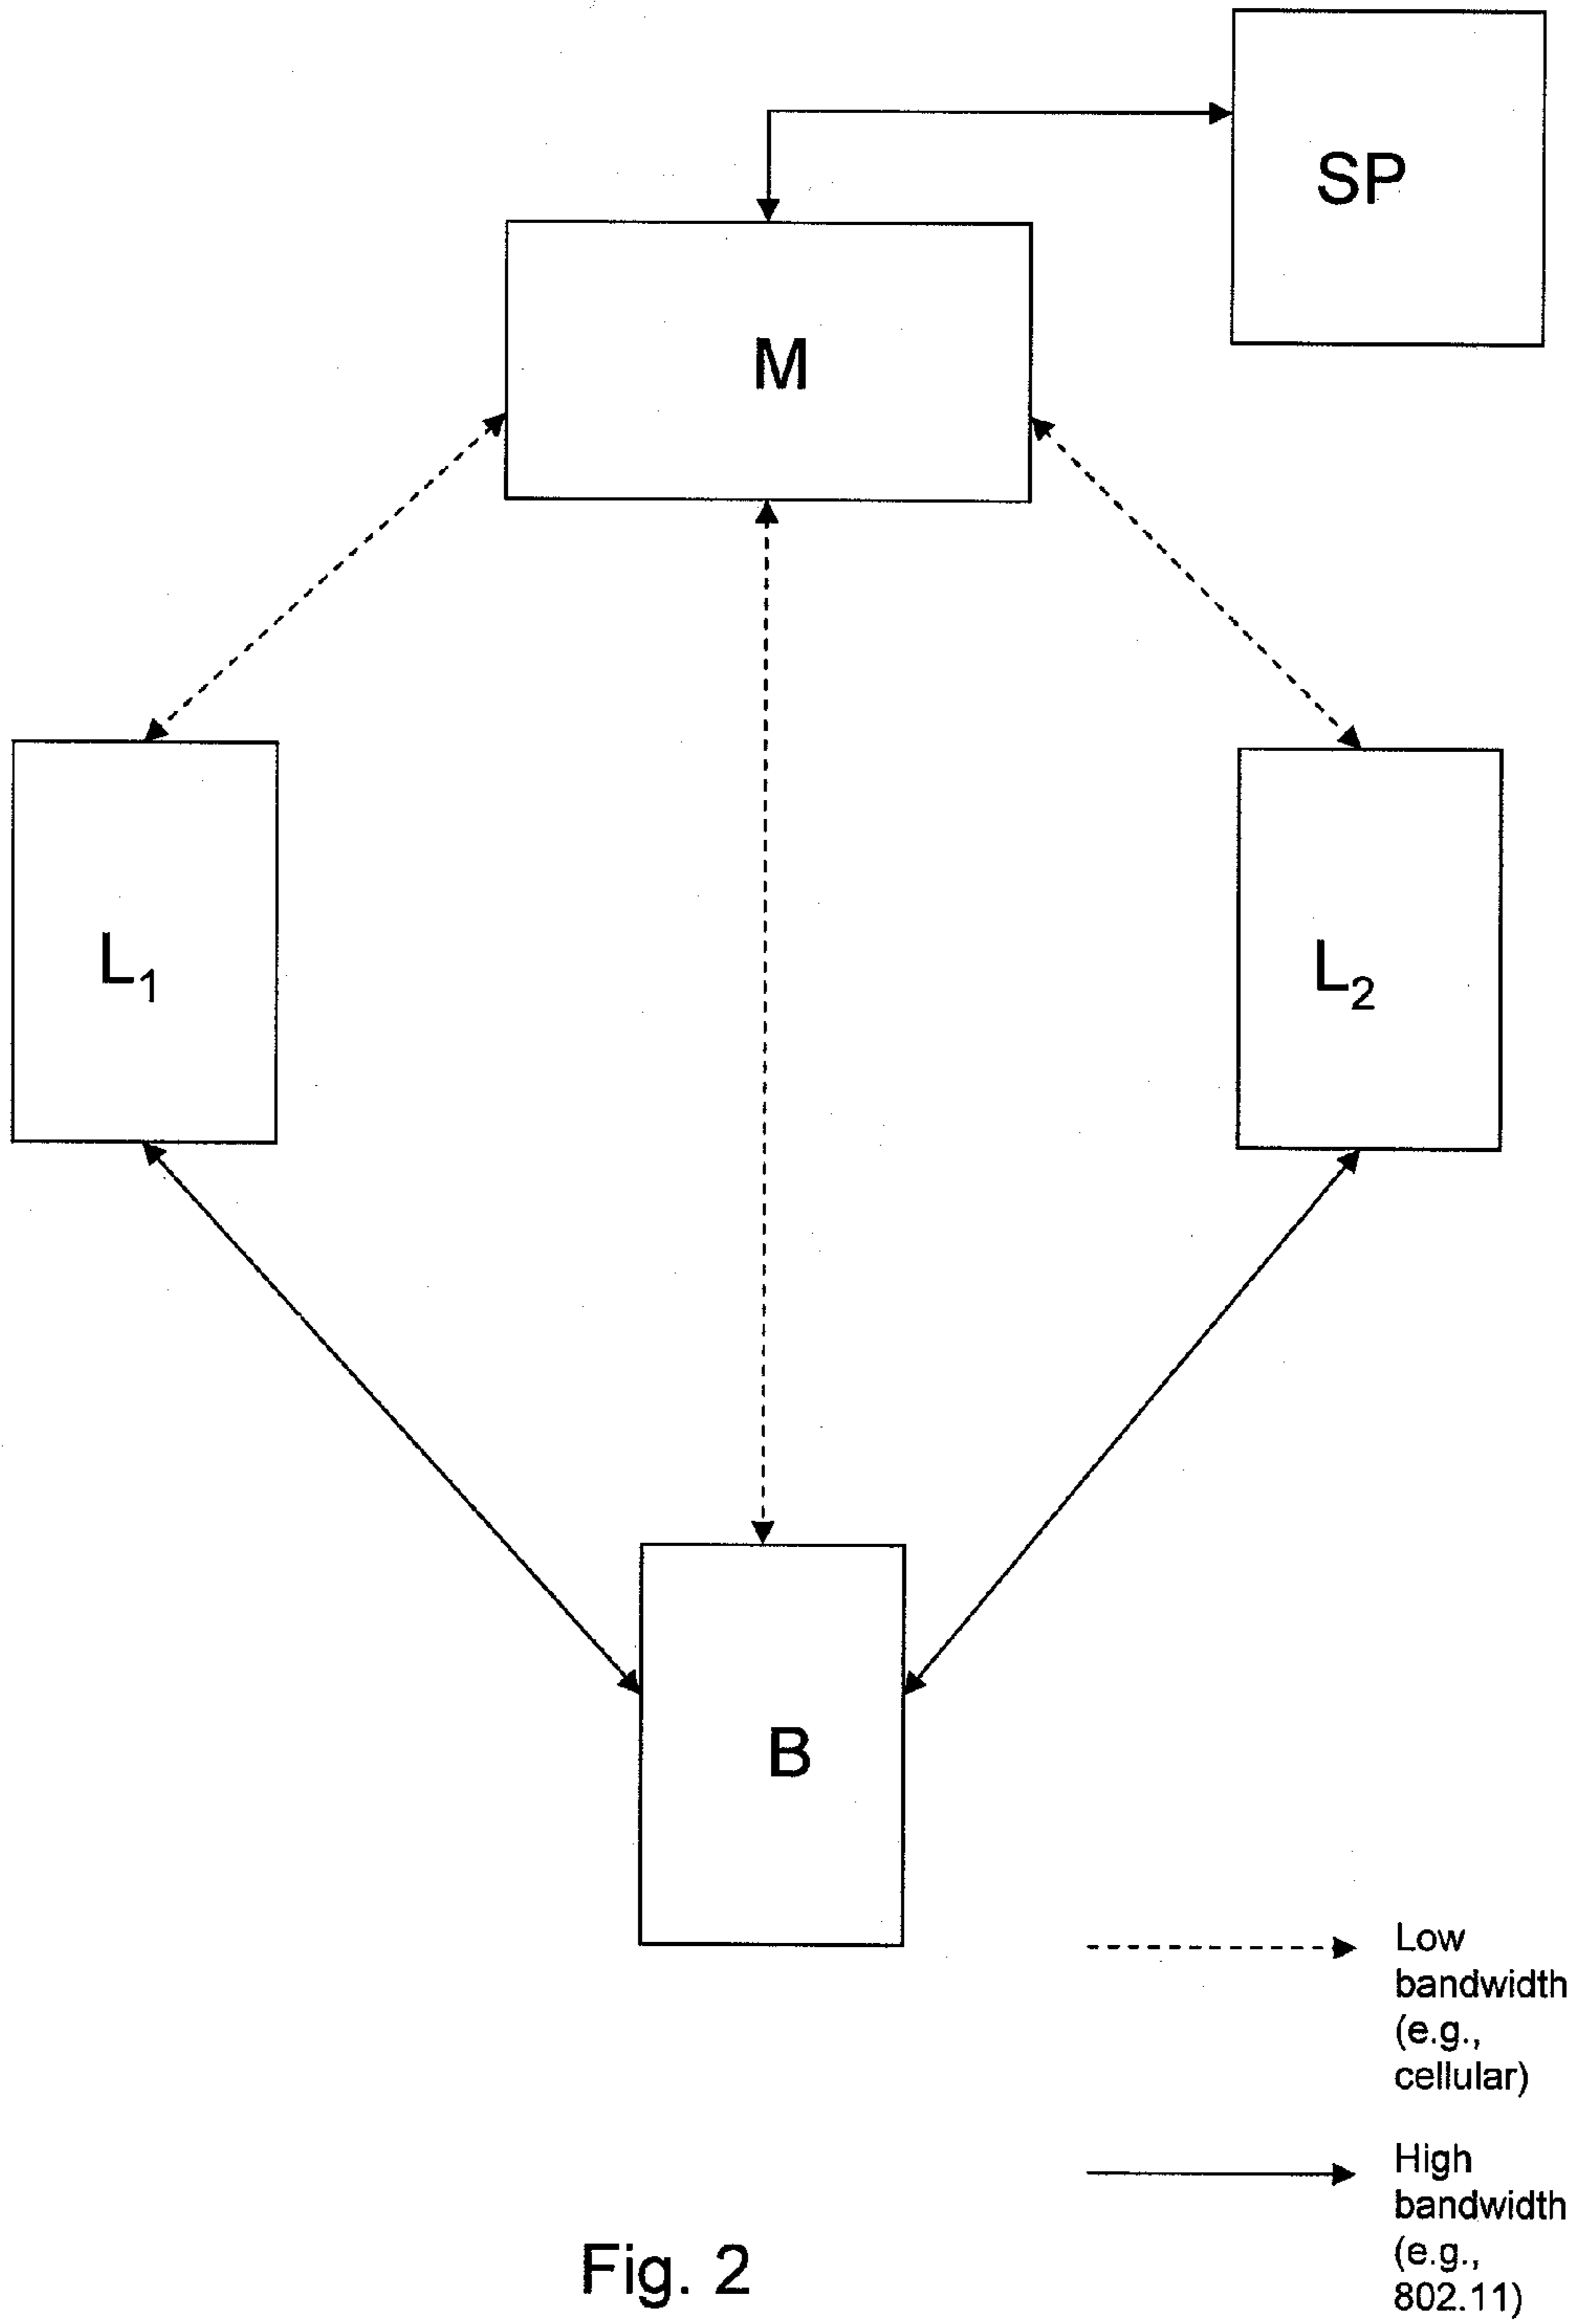 SP
M
L1
L2
B
Low
bandwidth
(e.g.,
cellular)
High
bandwidth
(e.g.,
802.11)
Fig. 2